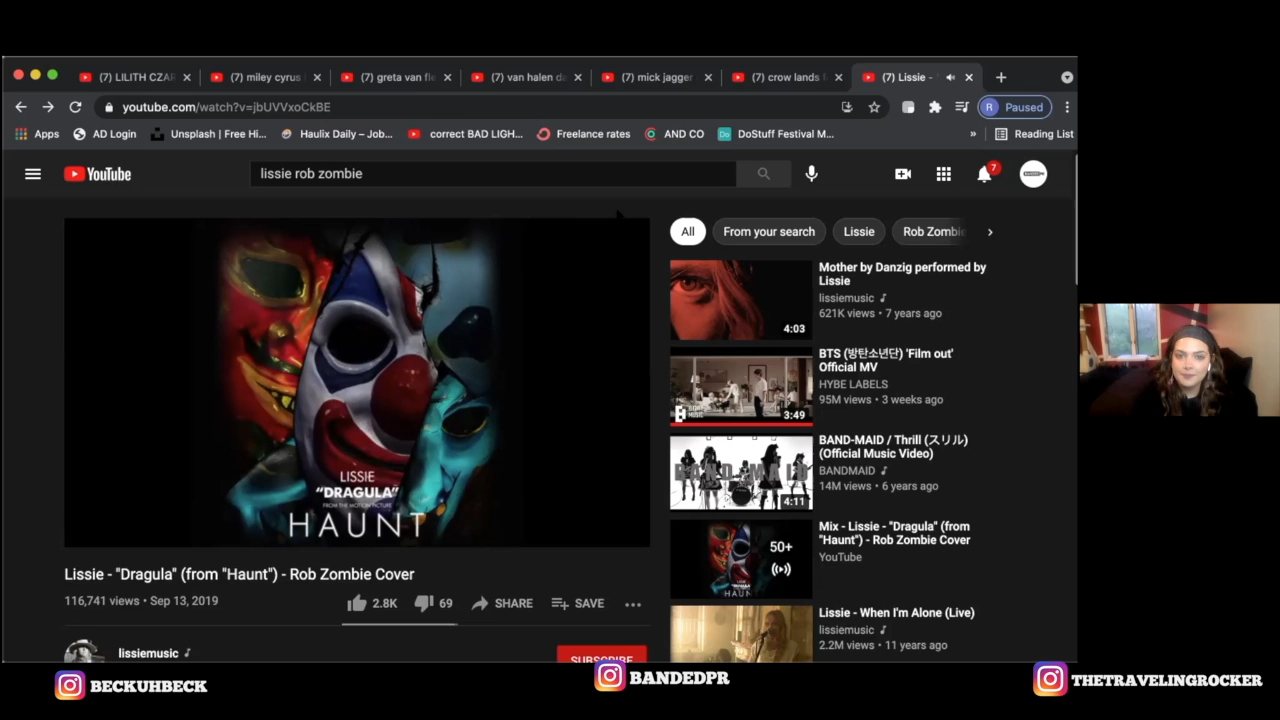 (7) LILITH CZAR
(7) miley cyrus
(7) greta van fle
(7) van halen da
(7) mick jagger
(7) crow lands
(7) Lissie -
youtube.com/watch?v=jbUVVxoCkBE
R Paused
Apps
AD Login
Unsplash | Free Hi...
Haulix Daily – Job...
correct BAD LIGH...
Freelance rates
AND CO
Do DoStuff Festival M...
»
Reading List
YouTube
lissie rob zombie
7
All
From your search
Lissie
Rob Zombie
Mother by Danzig performed by
Lissie
lissiemusic
621K views • 7 years ago
4:03
BTS (방탄소년단) 'Film out'
Official MV
HYBE LABELS
95M views • 3 weeks ago
3:49
BAND-MAID / Thrill (スリル)
(Official Music Video)
BANDMAID
14M views • 6 years ago
BAND-MAID
4:11
Mix - Lissie - "Dragula" (from
"Haunt") - Rob Zombie Cover
YouTube
50+
HAUNT
Lissie - When I'm Alone (Live)
lissiemusic
2.2M views • 11 years ago
LISSIE
"DRAGULA"
FROM THE MOTION PICTURE
HAUNT
Lissie - "Dragula" (from "Haunt") - Rob Zombie Cover
116,741 views • Sep 13, 2019
2.8K
69
SHARE
SAVE
lissiemusic
SUBSCRIBE
BECKUHBECK
BANDEDPR
THETRAVELINGROCKER